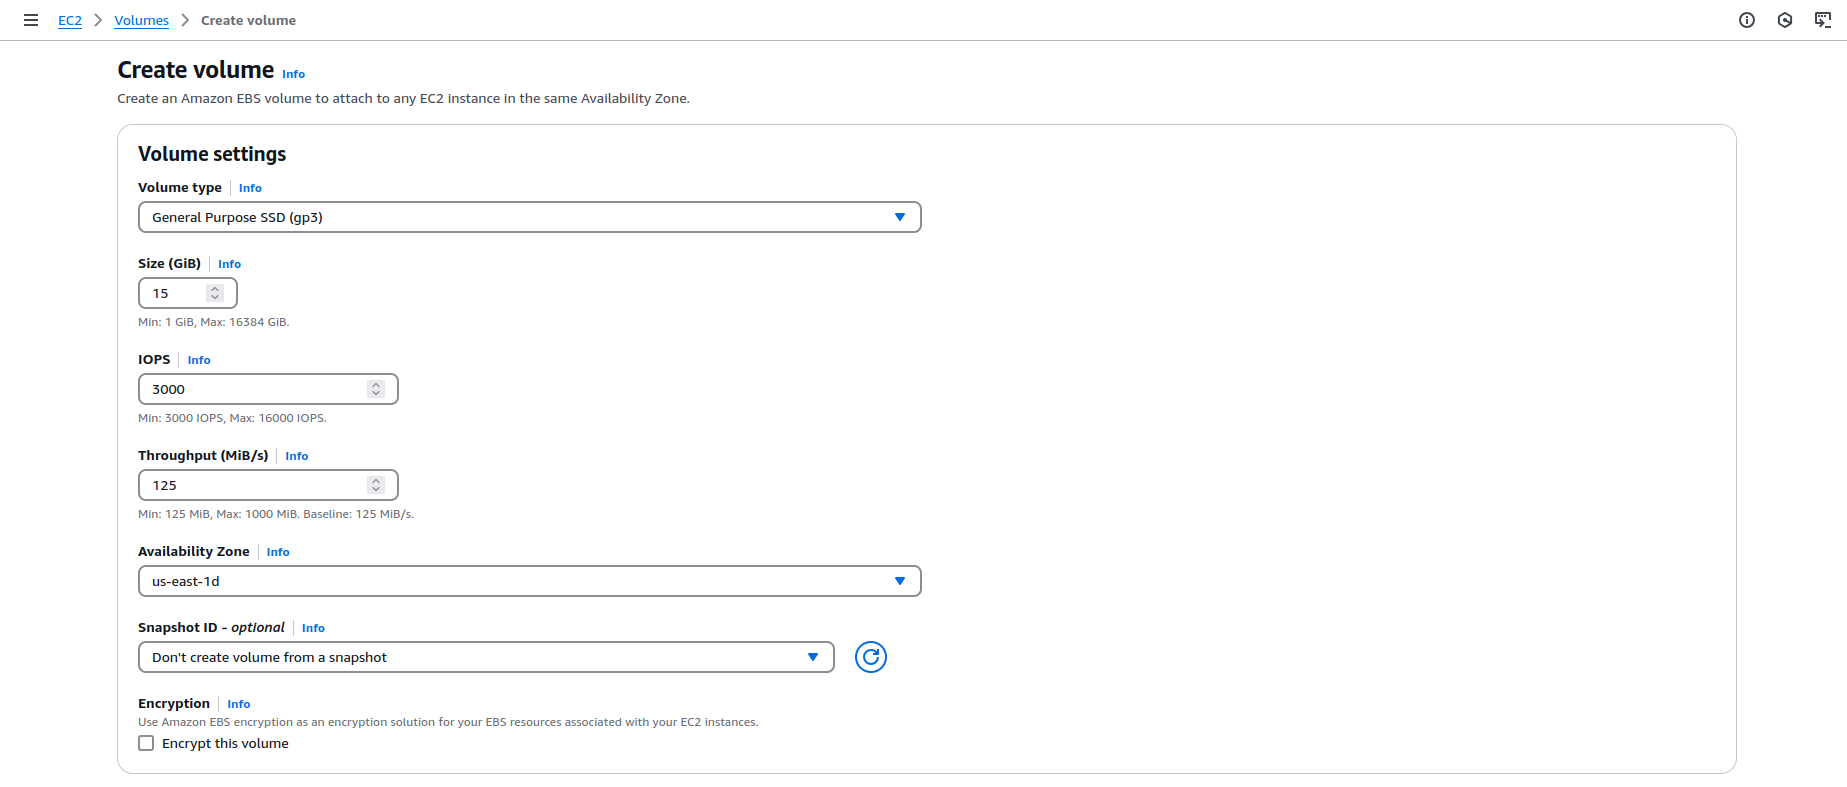 EC2 > Volumes > Create volume
Create volume Info
Create an Amazon EBS volume to attach to any EC2 instance in the same Availability Zone.
Volume settings
Volume type Info
General Purpose SSD (gp3)
Size (GiB) Info
15
Min: 1 GiB, Max: 16384 GiB.
IOPS Info
3000
Min: 3000 IOPS, Max: 16000 IOPS.
Throughput (MiB/s) Info
125
Min: 125 MiB, Max: 1000 MiB. Baseline: 125 MiB/s.
Availability Zone Info
us-east-1d
Snapshot ID - optional Info
Don't create volume from a snapshot
Encryption Info
Use Amazon EBS encryption as an encryption solution for your EBS resources associated with your EC2 instances.
Encrypt this volume